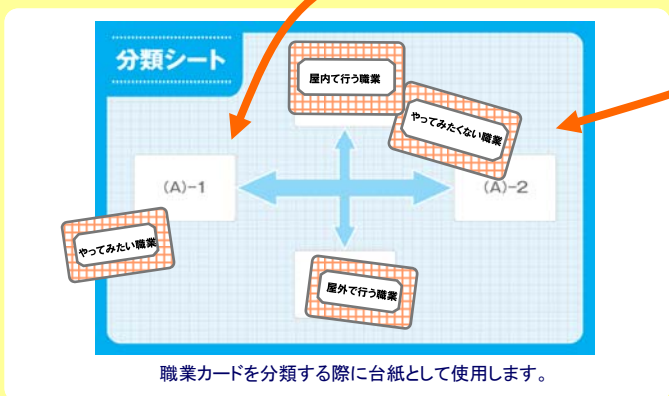 分類シート
屋内で行う職業
やってみたくない職業
(A)-1
(A)-2
やってみたい職業
屋外で行う職業
職業カードを分類する際に台紙として使用します。